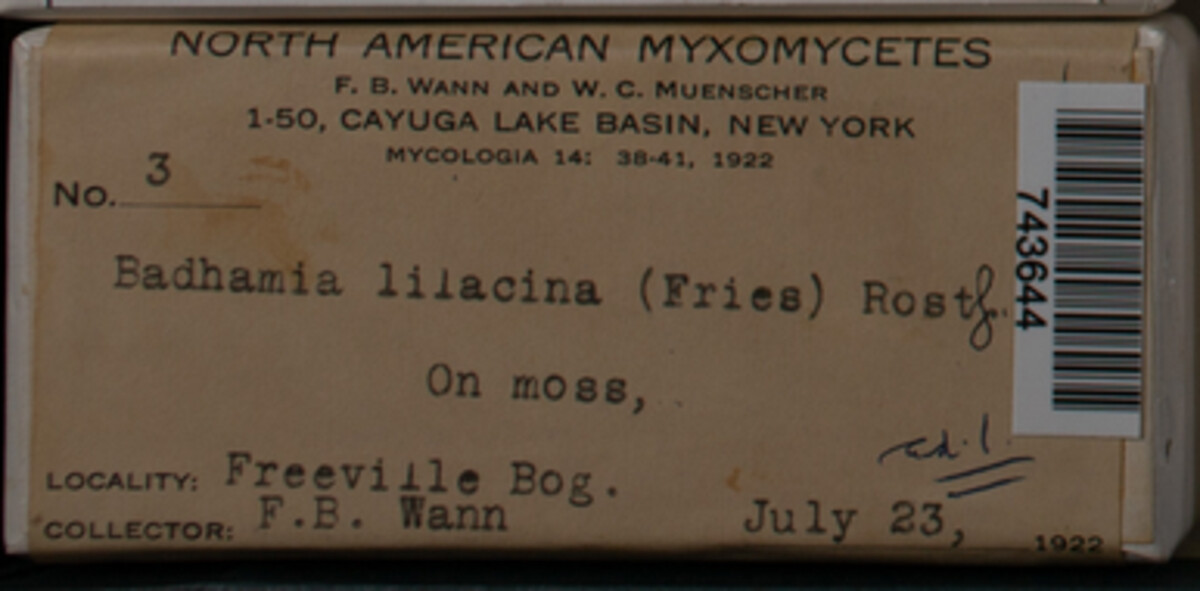 NORTH AMERICAN MYXOMYCETES
F. B. WANN AND W. C. MUENSCHER
1-50, CAYUGA LAKE BASIN, NEW YORK
MYCOLOGIA 14: 38-41, 1922
No. 3
Badhamia lilacina (Fries) Rostf.
On moss,
LOCALITY: Freeville Bog.
COLLECTOR: F.B. Wann July 23, 1922
743644